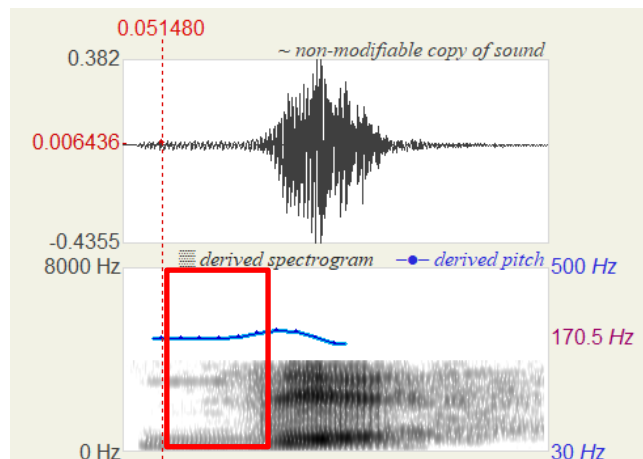 0.051480
~ non-modifiable copy of sound
0.382
0.006436
-0.4355
derived spectrogram derived pitch
8000 Hz 500 Hz
170.5 Hz
0 Hz 30 Hz